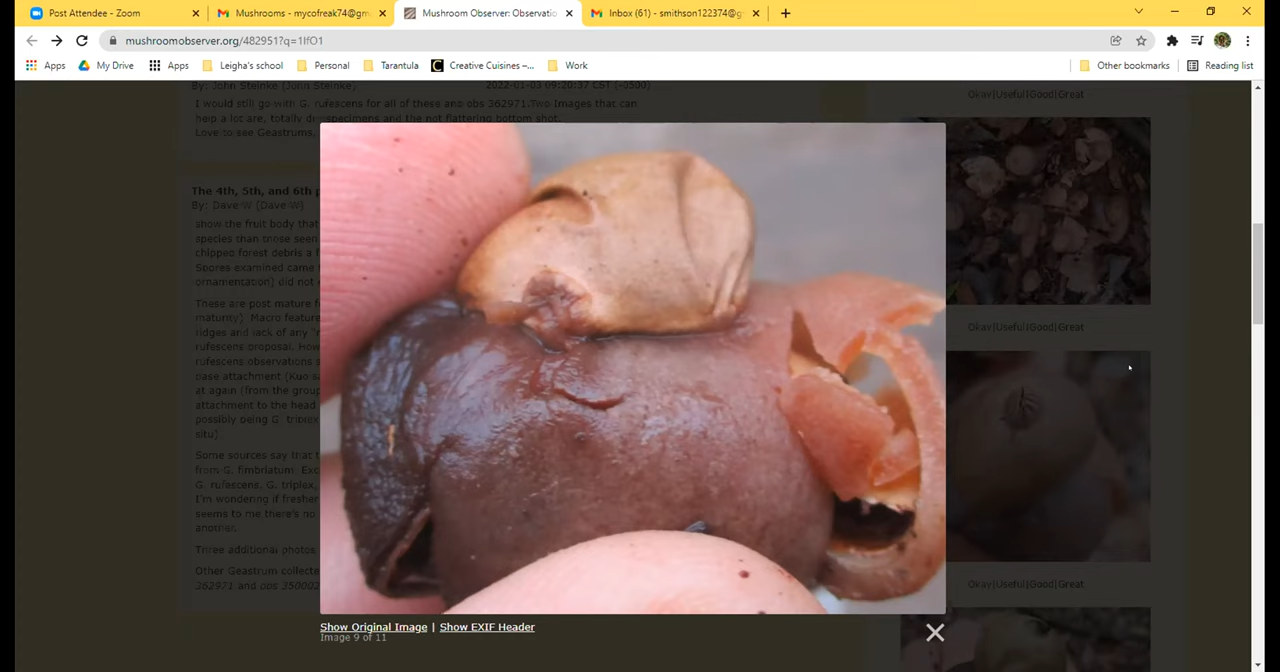 Post Attendee - Zoom
Mushrooms - mycofreak74@gm
Mushroom Observer: Observatio
Inbox (61) - smithson122374@g
mushroomobserver.org/482951?q=1IfO1
Apps
My Drive
Apps
Leigha's school
Personal
Tarantula
Creative Cuisines –...
Work
Other bookmarks
Reading list
By: John Steinke (John Steinke)
2022-01-03 09:20:37 CST (-0500)
I would still go with G. rufescens for all of these and obs 362971.Two Images that can
help a lot are, totally dr specimens and the not flattering bottom shot.
Love to see Geastrums,
The 4th, 5th, and 6th p
By: Dave W (Dave W)
show the fruit body that
species than those seen
chipped forest debris a f
Spores examined came f
ornamentation) did not
These are post mature f
maturity). Macro feature
ridges and lack of any "r
rufescens proposal. How
rufescens observations s
base attachment (Kuo sa
at again (from the group
attachment to the head
possibly being G. triplex
situ)
Some sources say that t
from G. fimbriatum. Exc
G. rufescens, G. triplex,
I'm wondering if fresher
seems to me there's no
another.
Three additional photos
Other Geastrum collecte
362971 and obs 350002
Okay|Useful|Good|Great
Okay|Useful|Good|Great
Okay|Useful|Good|Great
Show Original Image | Show EXIF Header
Image 9 of 11